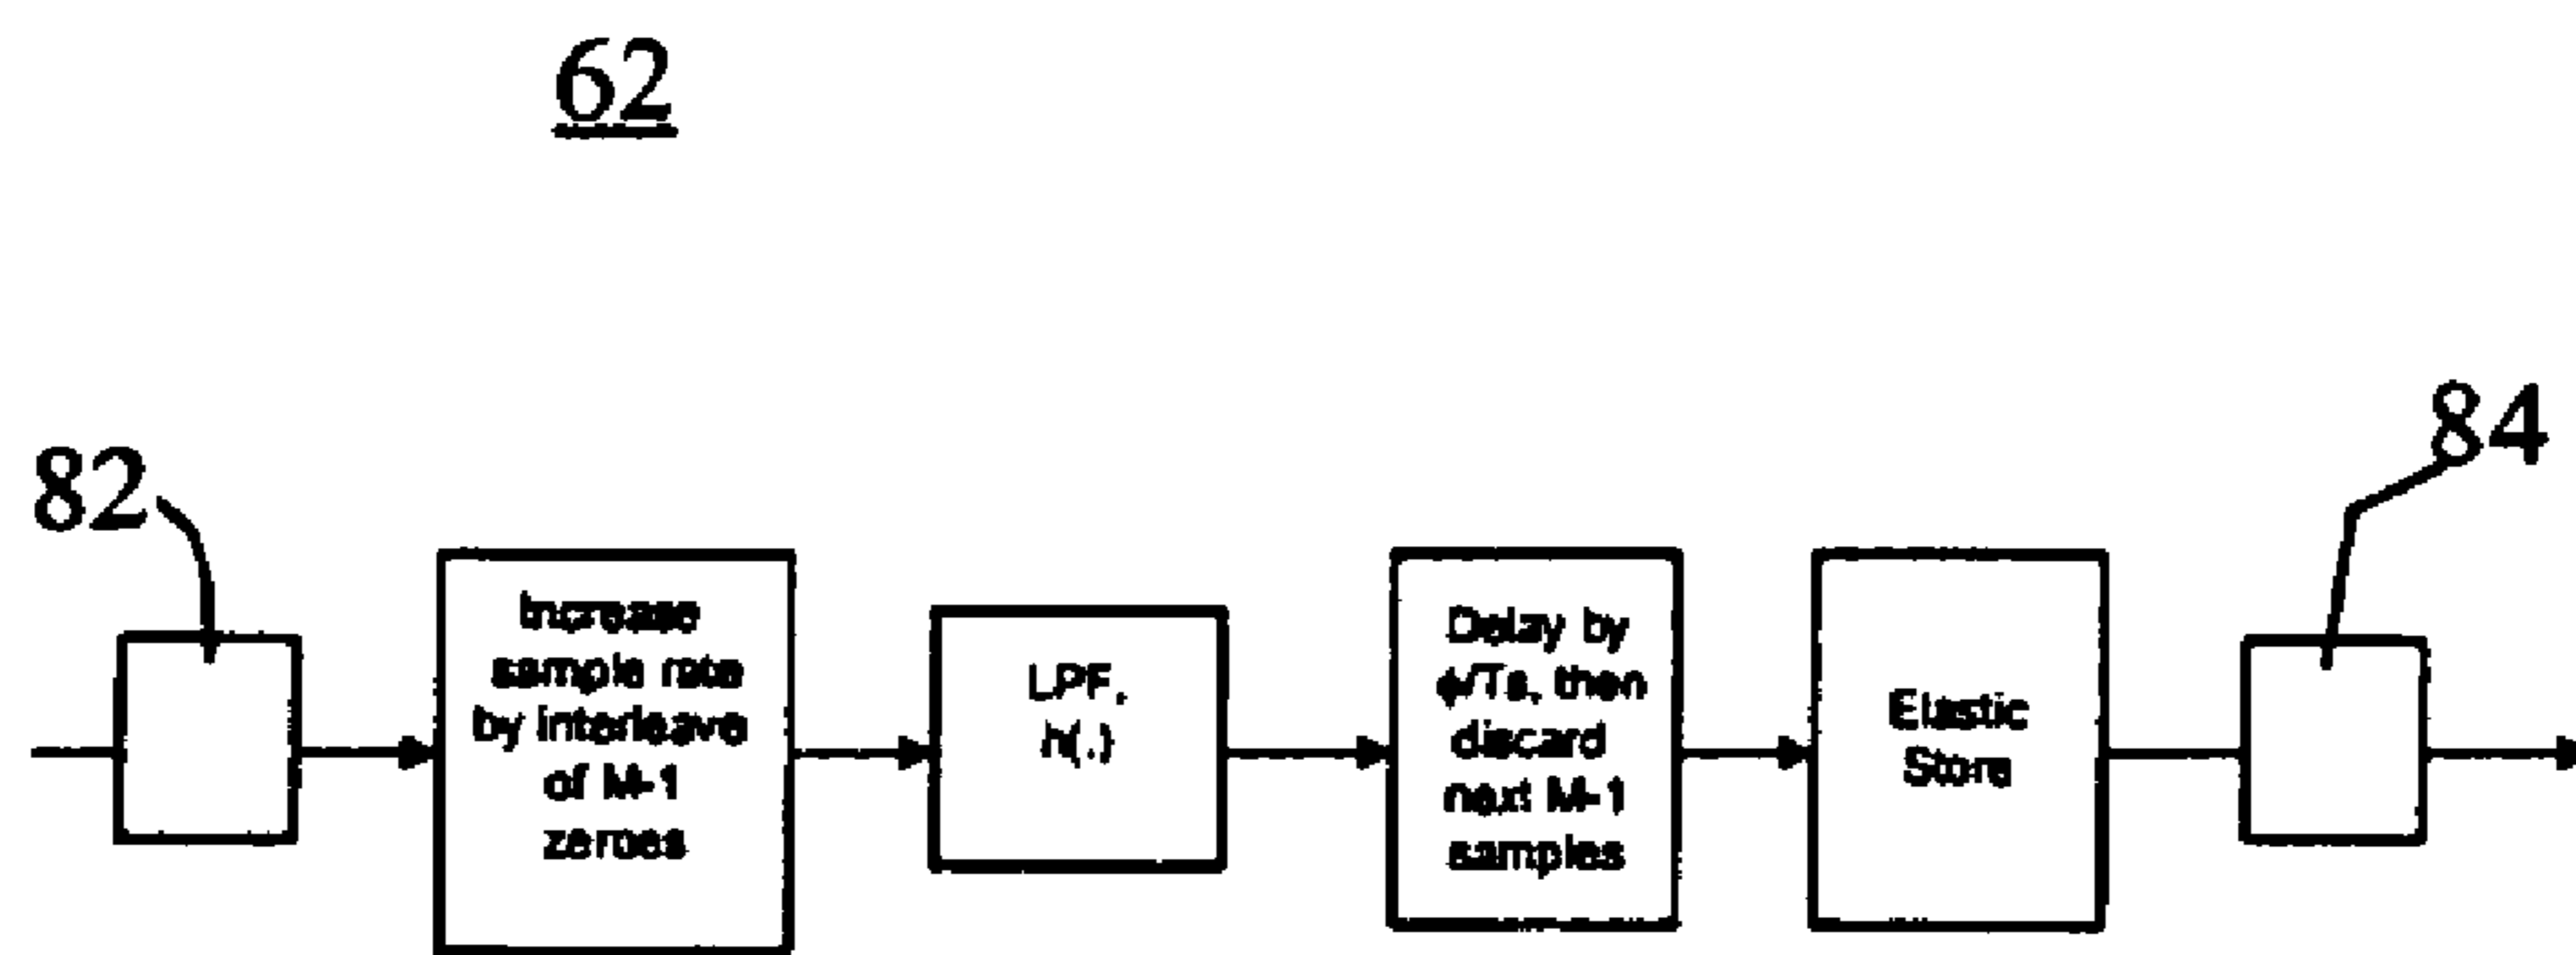 62
82
84
Increase
sample rate
by interleave
of M-1
zeroes
LPF,
h(.)
Delay by
ϕ/Ts, then
discard
next M-1
samples
Elastic
Store